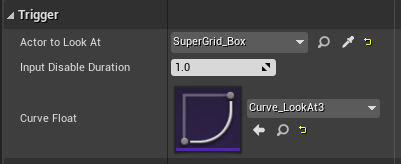 Trigger
Actor to Look At
SuperGrid_Box
Input Disable Duration
1.0
Curve Float
Curve_LookAt3